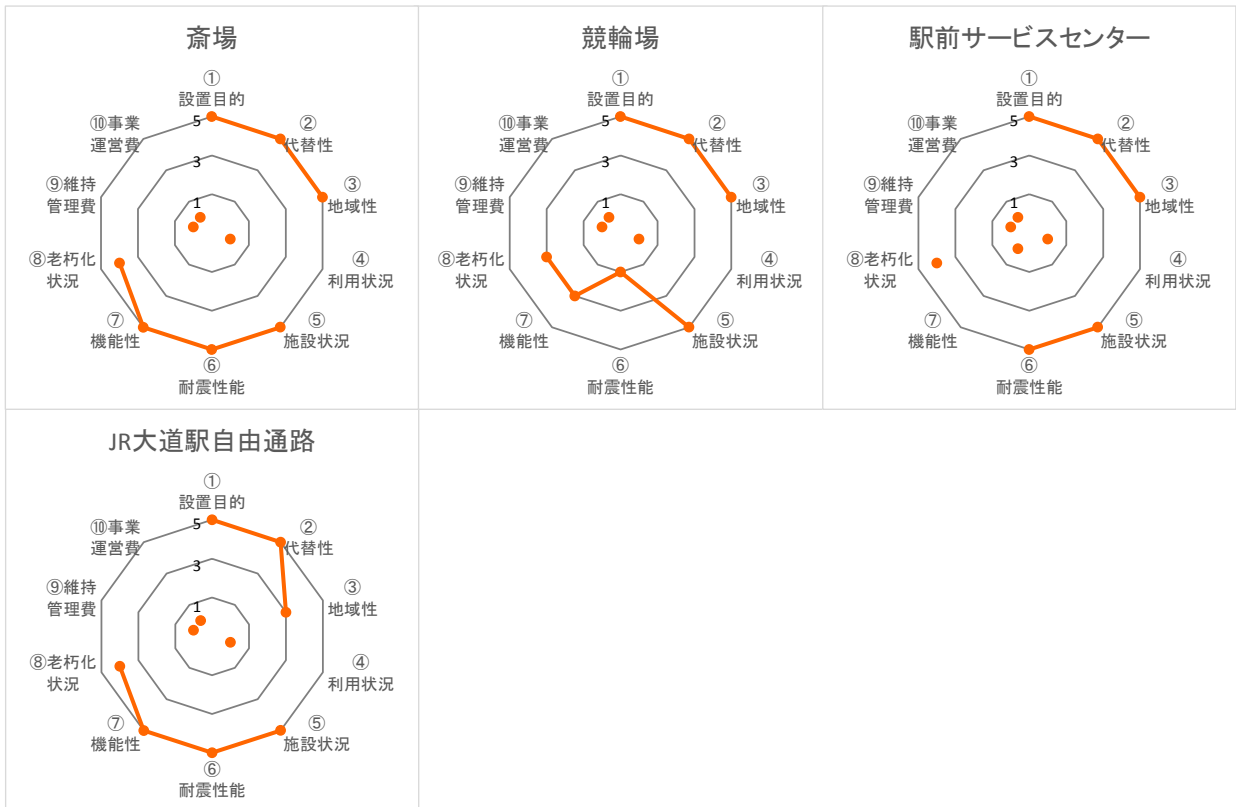 斎場
①
設置目的
②
代替性
③
地域性
④
利用状況
⑤
施設状況
⑥
耐震性能
⑦
機能性
⑧老朽化
状況
⑨維持
管理費
⑩事業
運営費
5
3
1
競輪場
①
設置目的
②
代替性
③
地域性
④
利用状況
⑤
施設状況
⑥
耐震性能
⑦
機能性
⑧老朽化
状況
⑨維持
管理費
⑩事業
運営費
5
3
1
駅前サービスセンター
①
設置目的
②
代替性
③
地域性
④
利用状況
⑤
施設状況
⑥
耐震性能
⑦
機能性
⑧老朽化
状況
⑨維持
管理費
⑩事業
運営費
5
3
1
JR大道駅自由通路
①
設置目的
②
代替性
③
地域性
④
利用状況
⑤
施設状況
⑥
耐震性能
⑦
機能性
⑧老朽化
状況
⑨維持
管理費
⑩事業
運営費
5
3
1